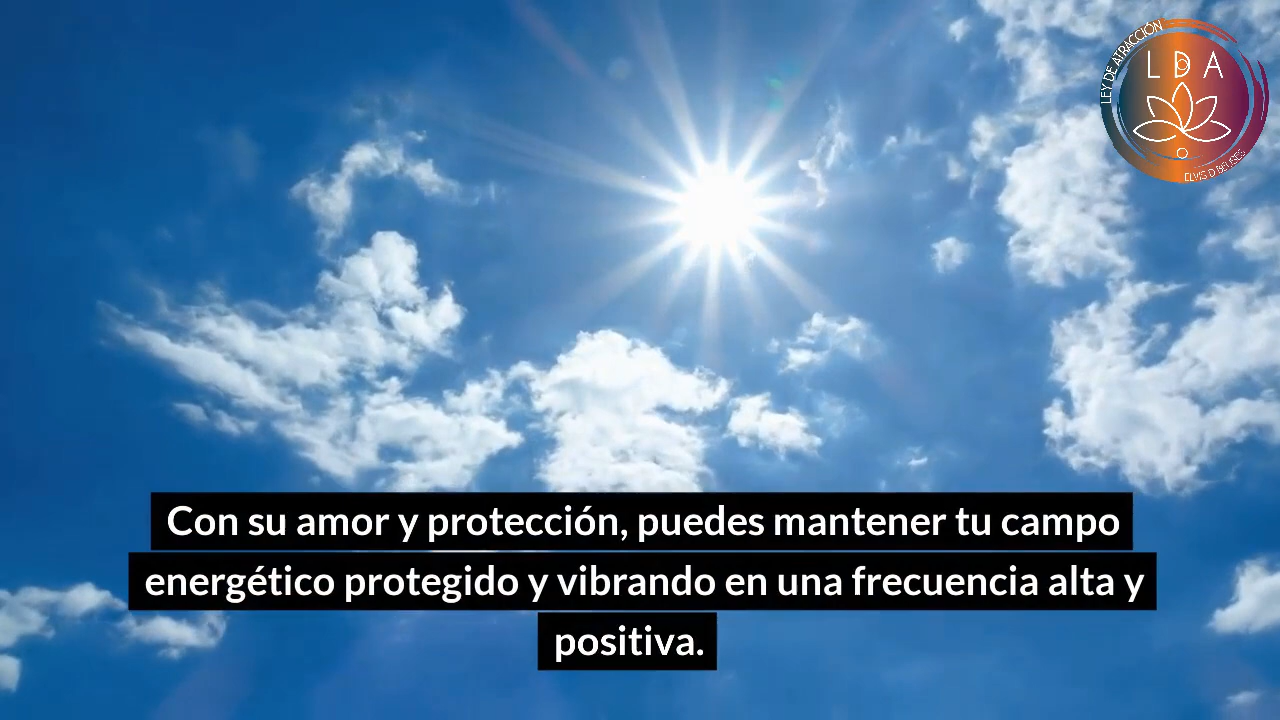 LEY DE ATRACCIÓN
LDA
Con su amor y protección, puedes mantener tu campo
energético protegido y vibrando en una frecuencia alta y
positiva.